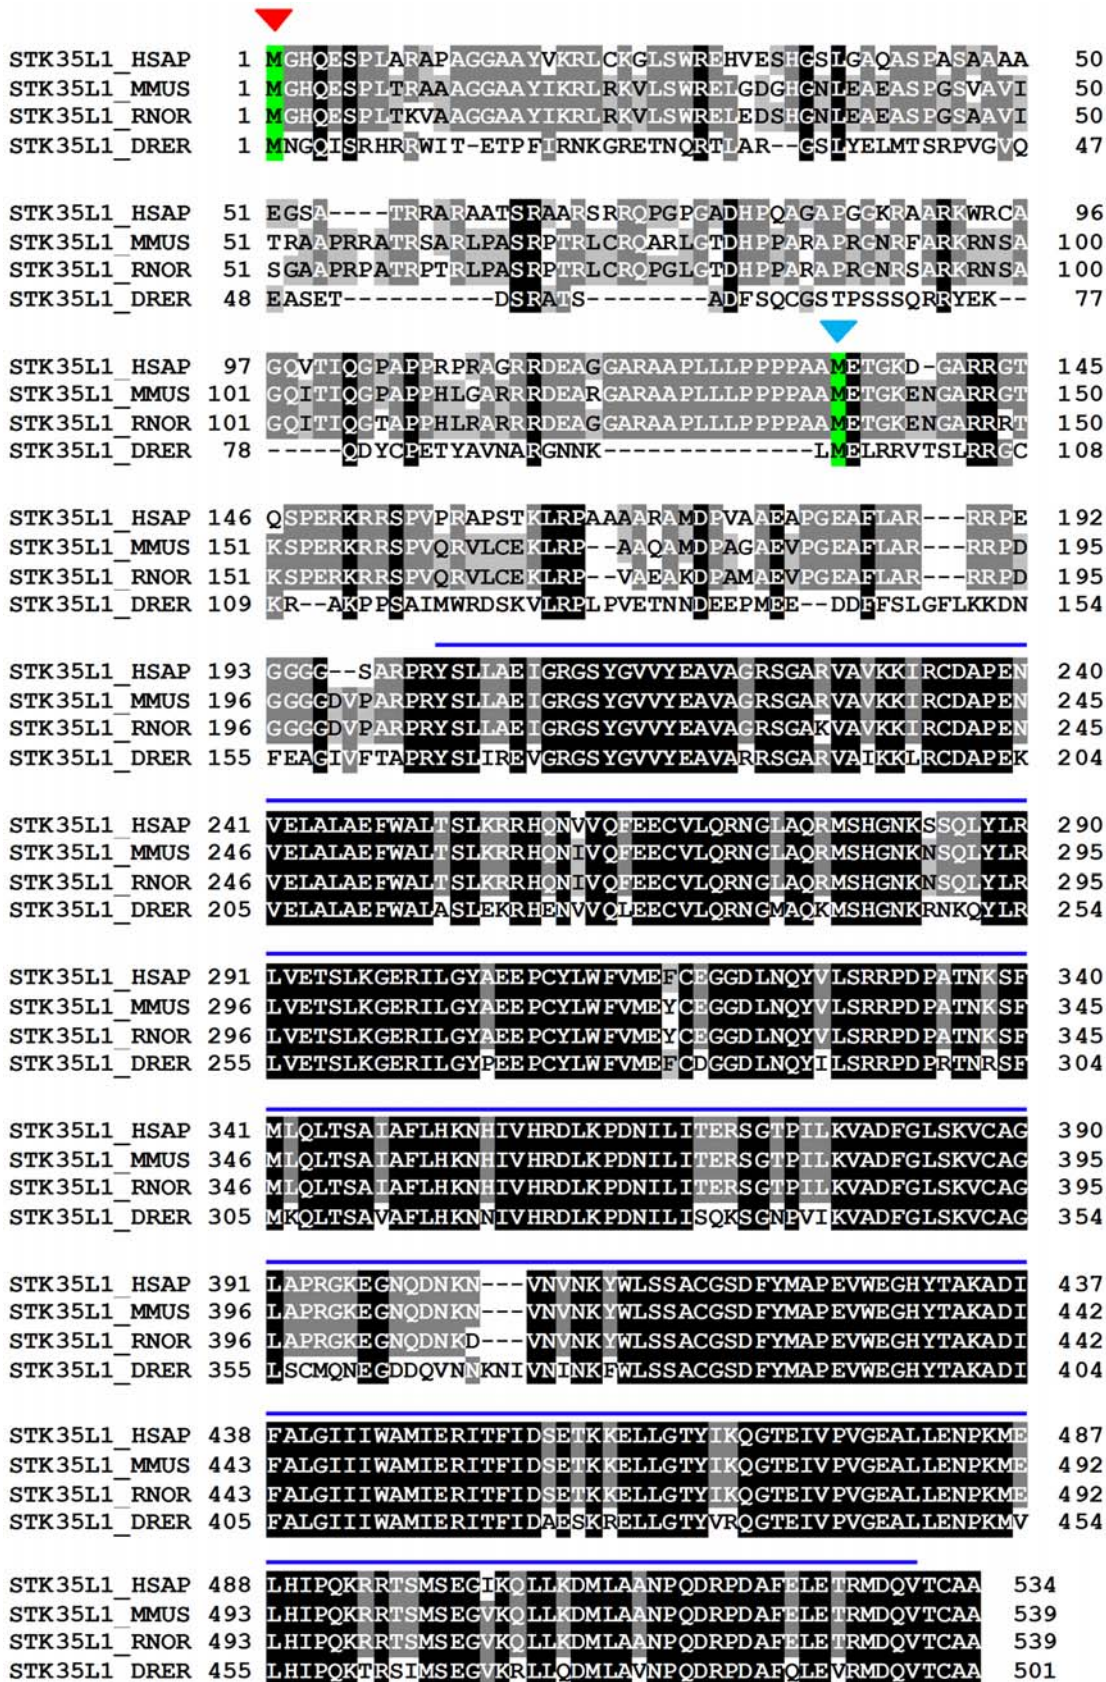 STK35L1_HSAP 1 MGHQESPLARAPAGGAAYVKRLCKGLSWREHVESHGSLGAQASPASAAAA 50
STK35L1_MMUS 1 MGHQESPLTRAAAGGAAYIKRLRKVLSWRELGDGHGNLEAEASPGSVAVI 50
STK35L1_RNOR 1 MGHQESPLTKVAAGGAAYIKRLRKVLSWRELEDSHGNLEAEASPGSAAVI 50
STK35L1_DRER 1 MNGQISRHRRWIT-ETPFIRNKGRETNQRTLAR--GSLYELMTSRPVGVQ 47
STK35L1_HSAP 51 EGSA----TRRARAATSRAARSRRQPGPGADHPQAGAPGGKRAARKWRCA 96
STK35L1_MMUS 51 TRAAPRRATRSARLPASRPTRLCRQARLGTDHPPARAPRGNRFARKRNSA 100
STK35L1_RNOR 51 SGAAPRPATRPTRLPASRPTRLCRQPGLGTDHPPARAPRGNRSARKRNSA 100
STK35L1_DRER 48 EASET----------DSRATS--------ADFSQCGSTPSSSQRRYEK-- 77
STK35L1_HSAP 97 GQVTIQGPAPPRPRAGRRDEAGGARAAPLLLPPPPAAMETGKD-GARRGT 145
STK35L1_MMUS 101 GQITIQGPAPPHLGARRRDEARGARAAPLLLPPPPAAMETGKENGARRGT 150
STK35L1_RNOR 101 GQITIQGTAPPHLRARRRDEAGGARAAPLLLPPPPAAMETGKENGARRRT 150
STK35L1_DRER 78 -----QDYCPETYAVNARGNNK--------------LMELRRVTSLRRGC 108
STK35L1_HSAP 146 QSPERKRRSPVPRAPSTKLRPAAAARAMDPVAAEAPGEAFLAR---RRPE 192
STK35L1_MMUS 151 KSPERKRRSPVQRVLCEKLRP--AAQAMDPAGAEVPGEAFLAR---RRPD 195
STK35L1_RNOR 151 KSPERKRRSPVQRVLCEKLRP--VAEAKDPAMAEVPGEAFLAR---RRPD 195
STK35L1_DRER 109 KR--AKPPSAIMWRDSKVLRPLPVETNNDEEPMEE--DDFFSLGFLKKDN 154
STK35L1_HSAP 193 GGGG--SARPRYSLLAEIGRGSYGVVYEAVAGRSGARVAVKKIRCDAPEN 240
STK35L1_MMUS 196 GGGGDVPARPRYSLLAEIGRGSYGVVYEAVAGRSGARVAVKKIRCDAPEN 245
STK35L1_RNOR 196 GGGGDVPARPRYSLLAEIGRGSYGVVYEAVAGRSGAKVAVKKIRCDAPEN 245
STK35L1_DRER 155 FEAGIVFTAPRYSLIREVGRGSYGVVYEAVARRSGARVAIKKLRCDAPEK 204
STK35L1_HSAP 241 VELALAEFWALTSLKRRHQNVVQFEECVLQRNGLAQRMSHGNKSSQLYLR 290
STK35L1_MMUS 246 VELALAEFWALTSLKRRHQNIVQFEECVLQRNGLAQRMSHGNKNSQLYLR 295
STK35L1_RNOR 246 VELALAEFWALTSLKRRHQNIVQFEECVLQRNGLAQRMSHGNKNSQLYLR 295
STK35L1_DRER 205 VELALAEFWALASLEKRHENVVQLEECVLQRNGMAQKMSHGNKRNKQYLR 254
STK35L1_HSAP 291 LVETSLKGERILGYAEEPCYLWFVMEFCEGGDLNQYVLSRRPDPATNKSF 340
STK35L1_MMUS 296 LVETSLKGERILGYAEEPCYLWFVMEYCEGGDLNQYVLSRRPDPATNKSF 345
STK35L1_RNOR 296 LVETSLKGERILGYAEEPCYLWFVMEYCEGGDLNQYVLSRRPDPATNKSF 345
STK35L1_DRER 255 LVETSLKGERILGYPEEPCYLWFVMEFCDGGDLNQYILSRRPDPRTNRSF 304
STK35L1_HSAP 341 MLQLTSAIAFLHKNHIVHRDLKPDNILITERSGTPILKVADFGLSKVCAG 390
STK35L1_MMUS 346 MLQLTSAIAFLHKNHIVHRDLKPDNILITERSGTPILKVADFGLSKVCAG 395
STK35L1_RNOR 346 MLQLTSAIAFLHKNHIVHRDLKPDNILITERSGTPILKVADFGLSKVCAG 395
STK35L1_DRER 305 MKQLTSAVAFLHKNNIVHRDLKPDNILISQKSGNPVIKVADFGLSKVCAG 354
STK35L1_HSAP 391 LAPRGKEGNQDNKN---VNVNKYWLSSACGSDFYMAPEVWEGHYTAKADI 437
STK35L1_MMUS 396 LAPRGKEGNQDNKN---VNVNKYWLSSACGSDFYMAPEVWEGHYTAKADI 442
STK35L1_RNOR 396 LAPRGKEGNQDNKD---VNVNKYWLSSACGSDFYMAPEVWEGHYTAKADI 442
STK35L1_DRER 355 LSCMQNEGDDQVNNKNIVNINKFWLSSACGSDFYMAPEVWEGHYTAKADI 404
STK35L1_HSAP 438 FALGIIIWAMIERITFIDSETKKELLGTYIKQGTEIVPVGEALLENPKME 487
STK35L1_MMUS 443 FALGIIIWAMIERITFIDSETKKELLGTYIKQGTEIVPVGEALLENPKME 492
STK35L1_RNOR 443 FALGIIIWAMIERITFIDSETKKELLGTYIKQGTEIVPVGEALLENPKME 492
STK35L1_DRER 405 FALGIIIWAMIERITFIDAESKRELLGTYVRQGTEIVPVGEALLENPKMV 454
STK35L1_HSAP 488 LHIPQKRRTSMSEGIKQLLKDMLAANPQDRPDAFELETRMDQVTCAA 534
STK35L1_MMUS 493 LHIPQKRRTSMSEGVKQLLKDMLAANPQDRPDAFELETRMDQVTCAA 539
STK35L1_RNOR 493 LHIPQKRRTSMSEGVKQLLKDMLAANPQDRPDAFELETRMDQVTCAA 539
STK35L1_DRER 455 LHIPQKTRSIMSEGVKRLLQDMLAVNPQDRPDAFQLEVRMDQVTCAA 501